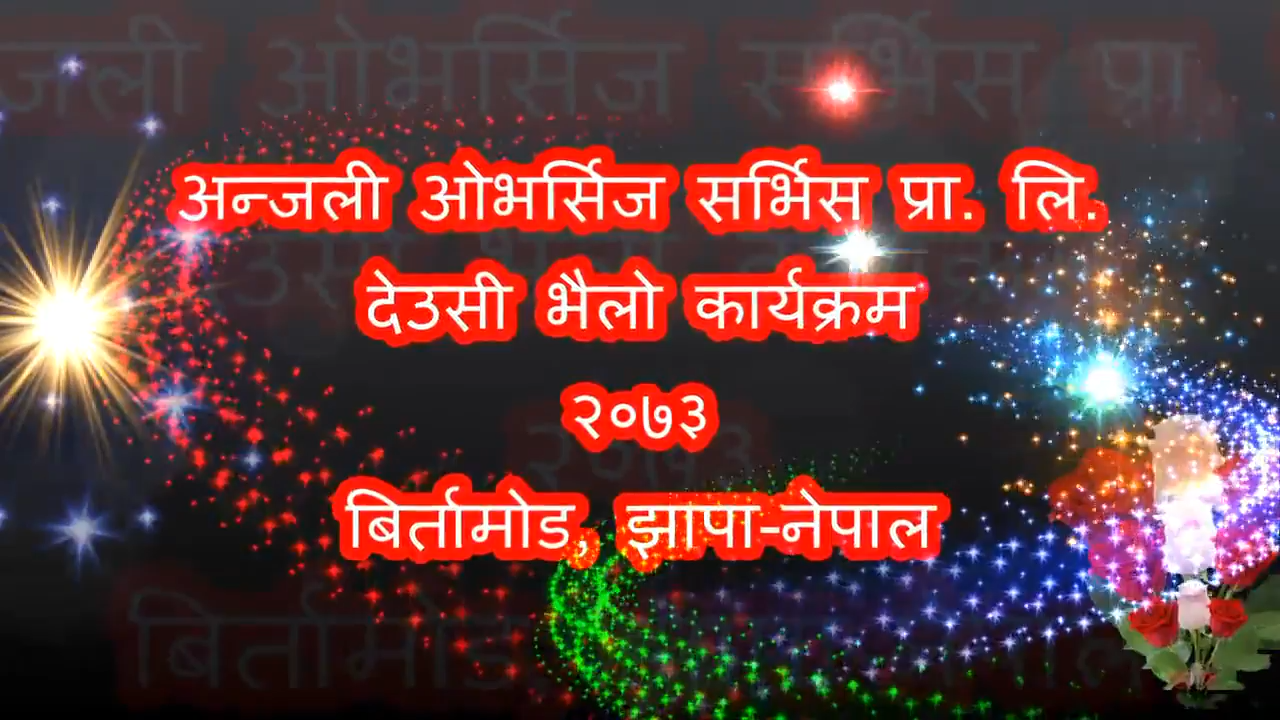 अन्जली ओभर्सिज सर्भिस प्रा. लि.
देउसी भैलो कार्यक्रम
२०७३
बिर्तामोड, झापा-नेपाल